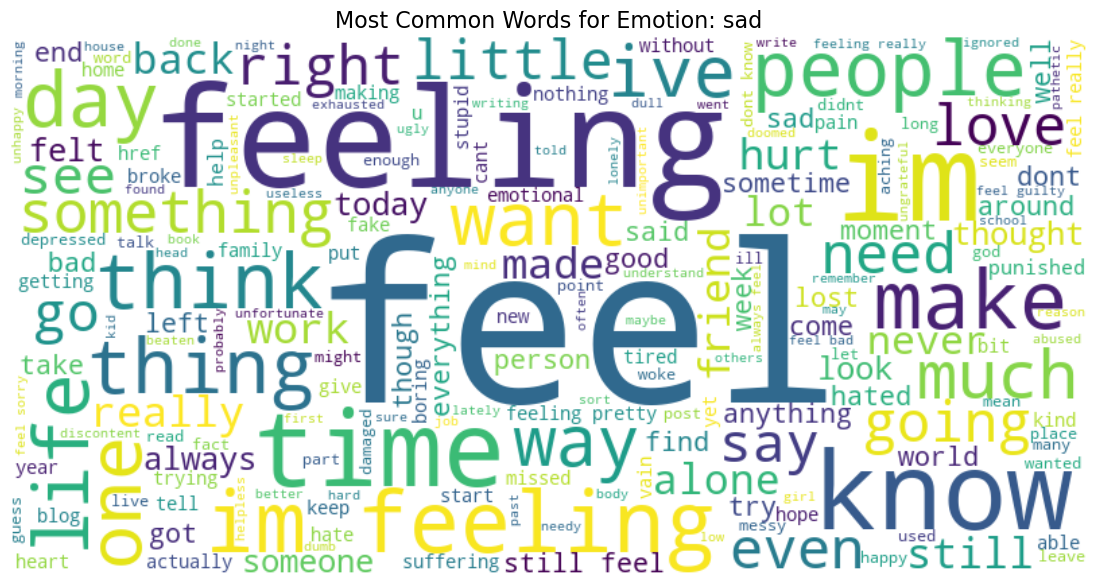 Most Common Words for Emotion: sad
feel
feeling
im feeling
im
time
know
think
thing
want
make
people
day
life
one
something
little
ive
right
back
love
need
much
going
even
still
say
way
really
go
see
made
friend
never
hurt
lot
alone
someone
work
today
always
still feel
felt
end
home
word
house
done
night
morning
unhappy
href
broke
found
started
making
exhausted
help
unpleasant
sleep
useless
ugly
u
enough
anyone
stupid
cant
writing
dull
nothing
without
went
told
lonely
unimportant
emotional
write
feeling really
ignored
dont know
didnt
thinking
well
pathetic
feel really
sad
pain
doomed
long
everyone
seem
aching
ungrateful
feel guilty
school
dont
around
sometime
moment
thought
god
punished
said
good
understand
ill
week
always feel
remember
may
reason
abused
lost
come
feel bad
let
bit
look
hated
mean
kind
place
many
wanted
anything
world
find
yet
vain
post
try
hope
girl
messy
used
able
leave
happy
low
body
needy
past
missed
start
suffering
hard
keep
better
hate
dumb
helpless
actually
got
tell
live
trying
fact
read
discontent
year
blog
guess
heart
feel sorry
take
getting
bad
depressed
talk
book
head
family
put
fake
kid
beaten
left
probably
unfortunate
might
give
first
part
sure
damaged
boring
though
everything
mind
lately
job
feeling pretty
sort
person
new
point
often
maybe
tired
woke
others